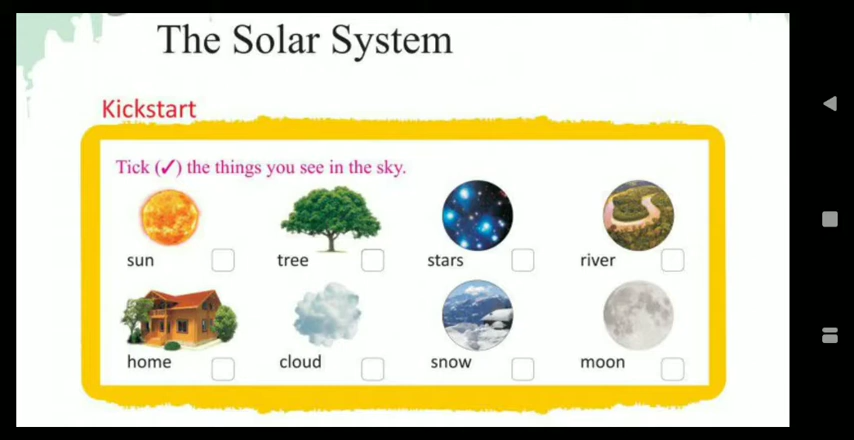 The Solar System
Kickstart
Tick (✓) the things you see in the sky.
sun tree stars river
home cloud snow moon